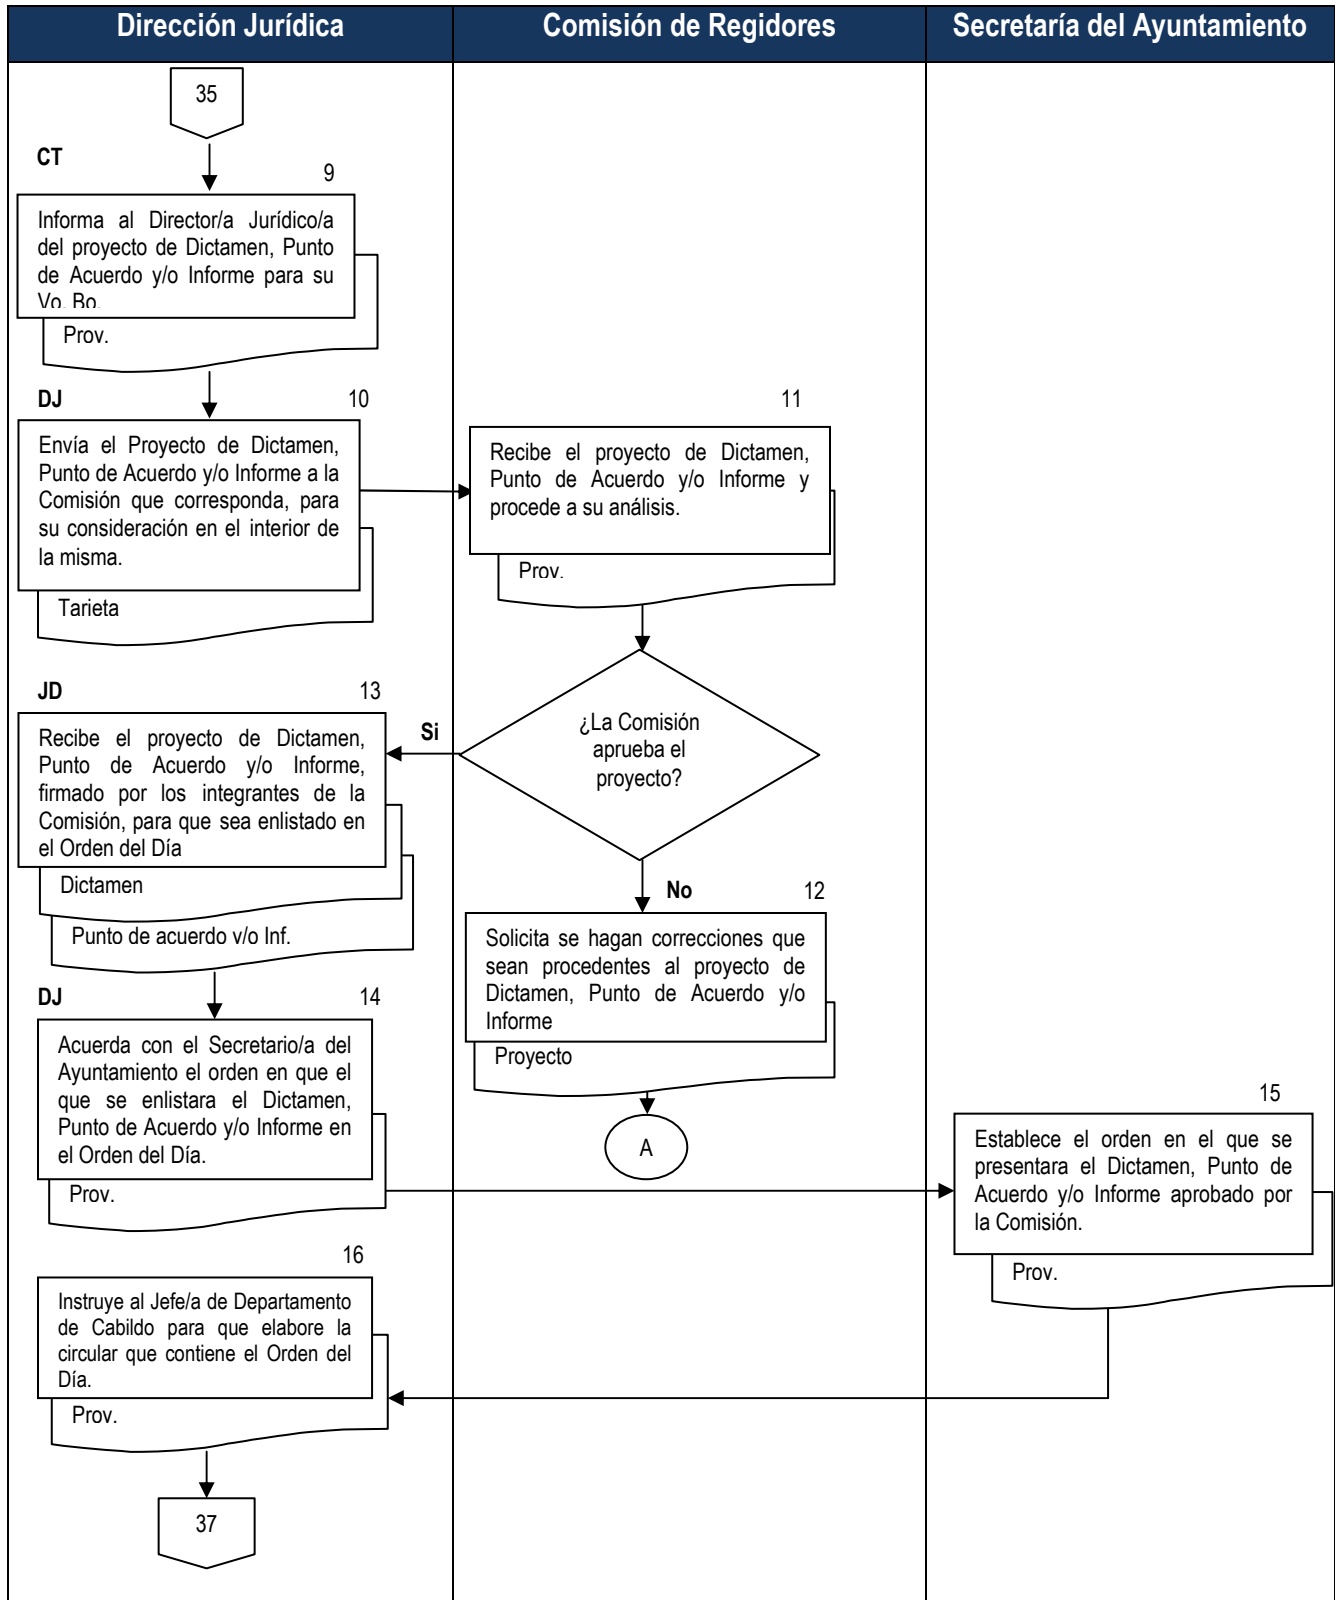 Dirección Jurídica
Comisión de Regidores
Secretaría del Ayuntamiento
35
CT
9
Informa al Director/a Jurídico/a
del proyecto de Dictamen, Punto
de Acuerdo y/o Informe para su
Vo. Bo.
Prov.
DJ
10
Envía el Proyecto de Dictamen,
Punto de Acuerdo y/o Informe a la
Comisión que corresponda, para
su consideración en el interior de
la misma.
Tarjeta
11
Recibe el proyecto de Dictamen,
Punto de Acuerdo y/o Informe y
procede a su análisis.
Prov.
¿La Comisión
aprueba el
proyecto?
Si
JD
13
Recibe el proyecto de Dictamen,
Punto de Acuerdo y/o Informe,
firmado por los integrantes de la
Comisión, para que sea enlistado en
el Orden del Día
Dictamen
Punto de acuerdo y/o Inf.
No
12
Solicita se hagan correcciones que
sean procedentes al proyecto de
Dictamen, Punto de Acuerdo y/o
Informe
Proyecto
A
DJ
14
Acuerda con el Secretario/a del
Ayuntamiento el orden en que el
que se enlistara el Dictamen,
Punto de Acuerdo y/o Informe en
el Orden del Día.
Prov.
15
Establece el orden en el que se
presentara el Dictamen, Punto de
Acuerdo y/o Informe aprobado por
la Comisión.
Prov.
16
Instruye al Jefe/a de Departamento
de Cabildo para que elabore la
circular que contiene el Orden del
Día.
Prov.
37